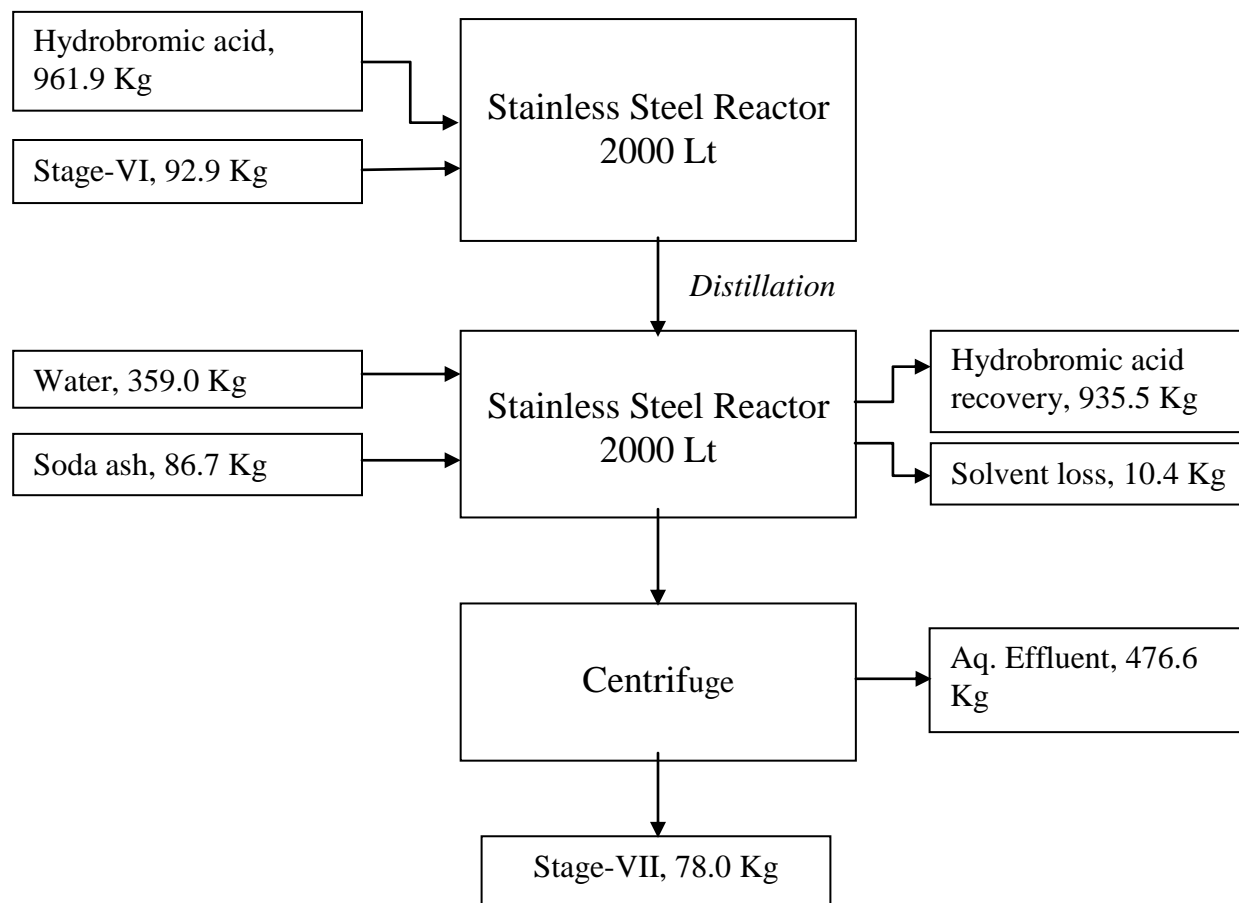 Hydrobromic acid,
961.9 Kg
Stainless Steel Reactor
2000 Lt
Stage-VI, 92.9 Kg
Distillation
Water, 359.0 Kg
Soda ash, 86.7 Kg
Stainless Steel Reactor
2000 Lt
Hydrobromic acid
recovery, 935.5 Kg
Solvent loss, 10.4 Kg
Centrifuge
Aq. Effluent, 476.6
Kg
Stage-VII, 78.0 Kg